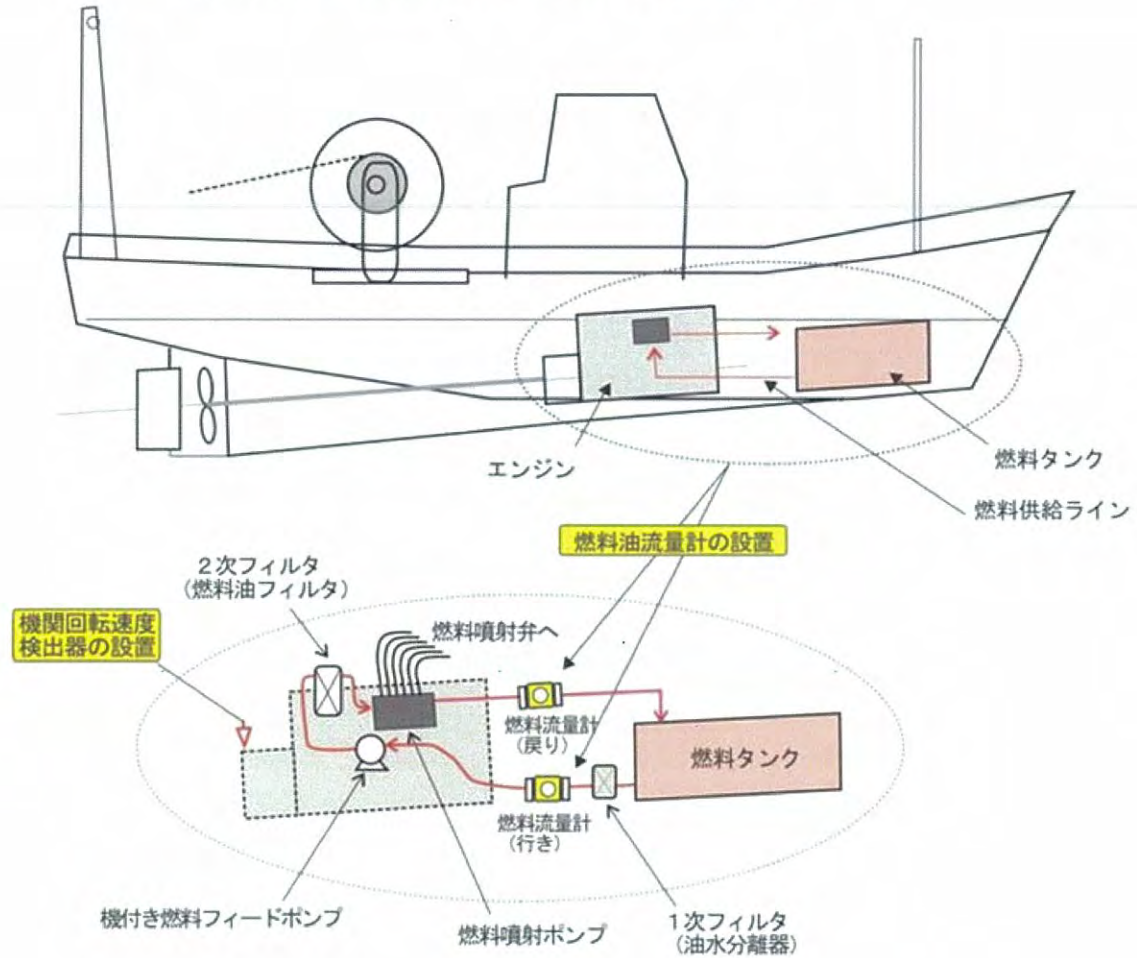 エンジン
燃料タンク
燃料供給ライン
燃料油流量計の設置
2次フィルタ
(燃料油フィルタ)
機関回転速度
検出器の設置
燃料噴射弁へ
燃料流量計
(戻り)
燃料タンク
燃料流量計
(行き)
機付き燃料フィードポンプ
燃料噴射ポンプ
1次フィルタ
(油水分離器)